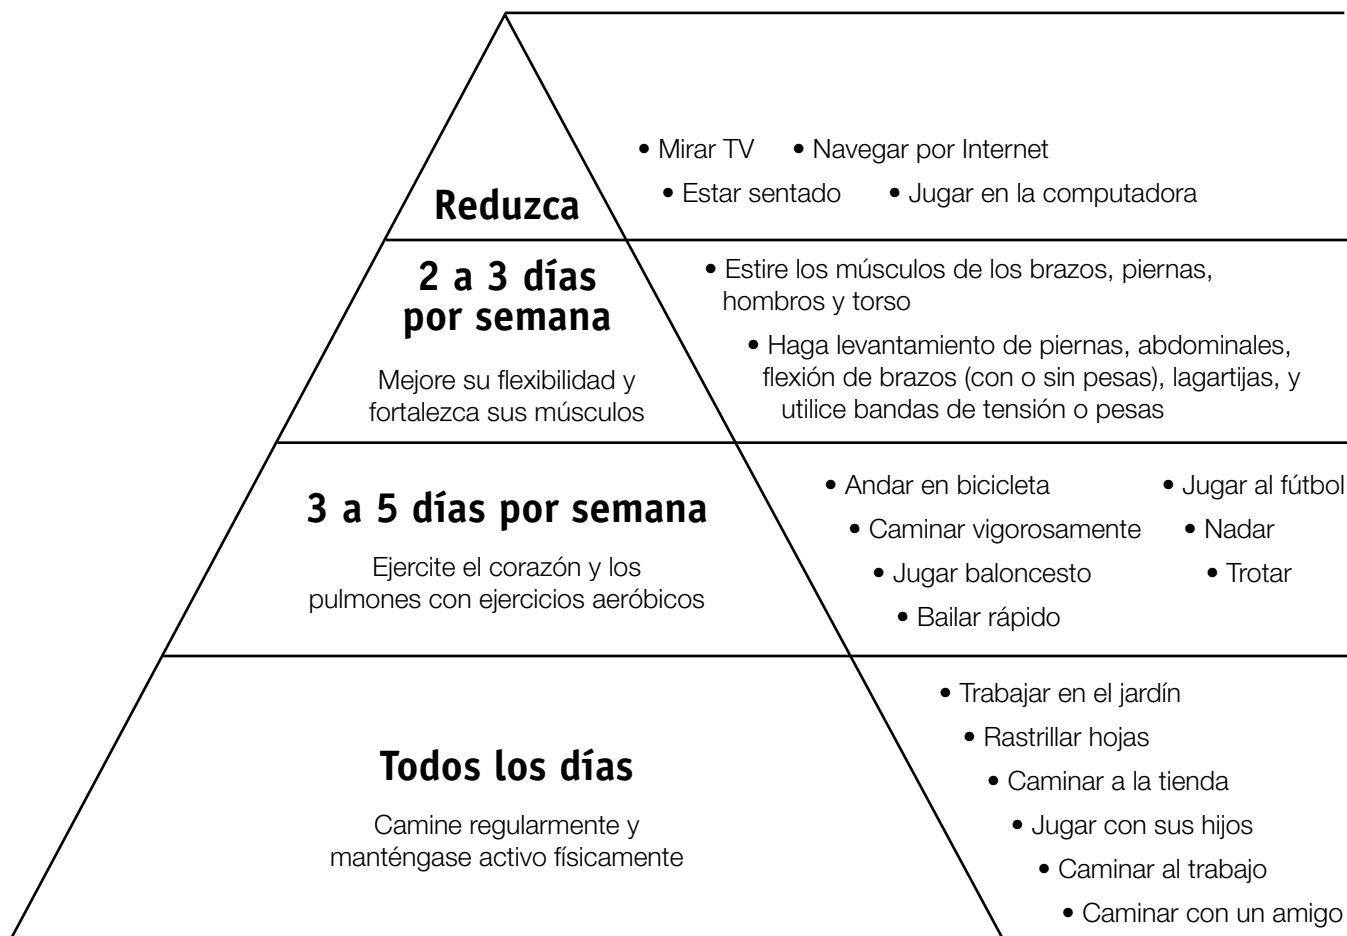 • Mirar TV • Navegar por Internet
• Estar sentado • Jugar en la computadora
Reduzca
2 a 3 días
por semana
Mejore su flexibilidad y
fortalezca sus músculos
• Estire los músculos de los brazos, piernas,
hombros y torso
• Haga levantamiento de piernas, abdominales,
flexión de brazos (con o sin pesas), lagartijas, y
utilice bandas de tensión o pesas
3 a 5 días por semana
Ejercite el corazón y los
pulmones con ejercicios aeróbicos
• Andar en bicicleta • Jugar al fútbol
• Caminar vigorosamente • Nadar
• Jugar baloncesto • Trotar
• Bailar rápido
Todos los días
Camine regularmente y
manténgase activo físicamente
• Trabajar en el jardín
• Rastrillar hojas
• Caminar a la tienda
• Jugar con sus hijos
• Caminar al trabajo
• Caminar con un amigo